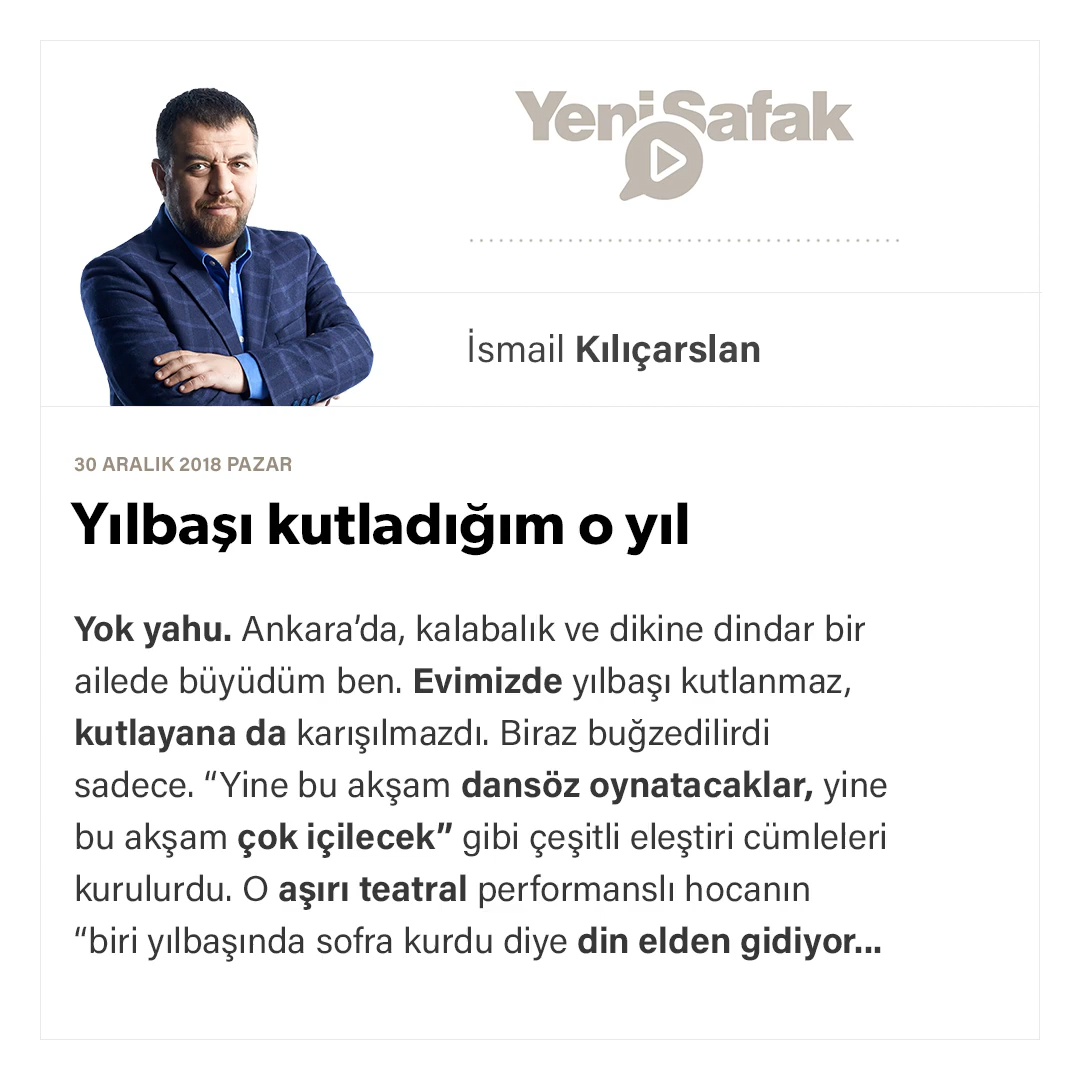 YeniŞafak
İsmail Kılıçarslan
30 ARALIK 2018 PAZAR
Yılbaşı kutladığım o yıl
Yok yahu. Ankara’da, kalabalık ve dikine dindar bir
ailede büyüdüm ben. Evimizde yılbaşı kutlanmaz,
kutlayana da karışılmazdı. Biraz buğzedilirdi
sadece. “Yine bu akşam dansöz oynatacaklar, yine
bu akşam çok içilecek” gibi çeşitli eleştiri cümleleri
kurulurdu. O aşırı teatral performanslı hocanın
“biri yılbaşında sofra kurdu diye din elden gidiyor...